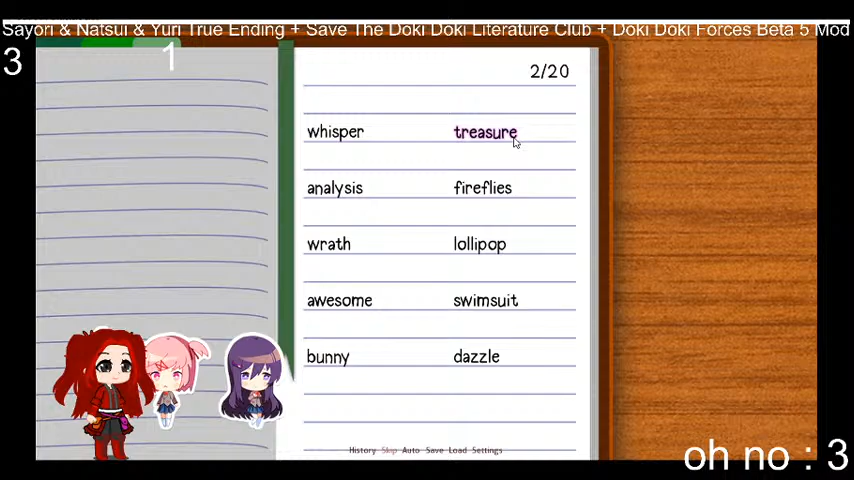 Sayori & Natsui & Yuri True Ending + Save The Doki Doki Literature Club + Doki Doki Forces Beta 5 Mod
3
1
2/20
whisper treasure
analysis fireflies
wrath lollipop
awesome swimsuit
bunny dazzle
History Skip Auto Save Load Settings
oh no : 3